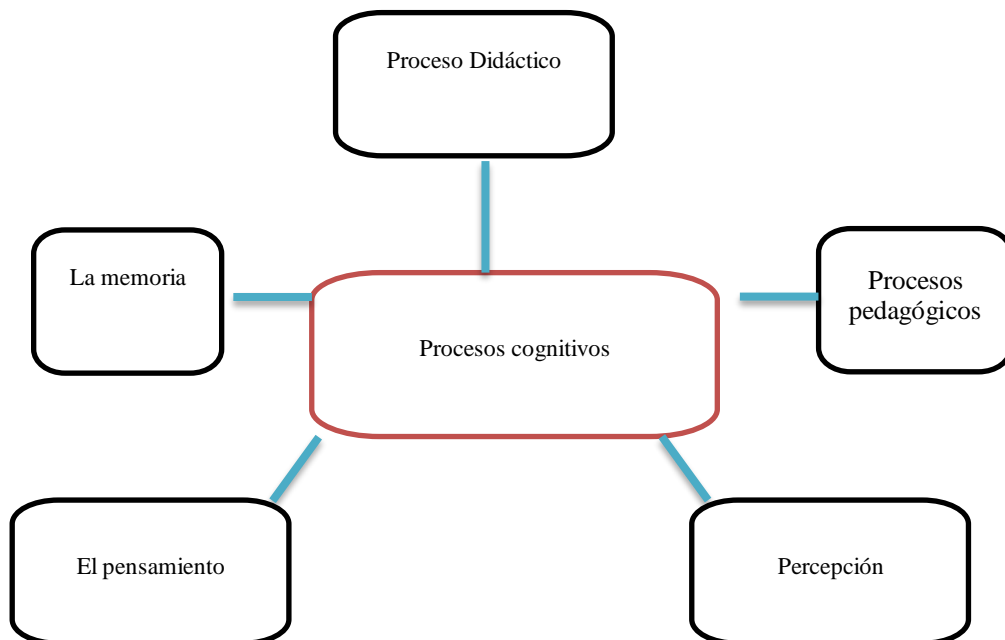 Proceso Didáctico
La memoria
Procesos
pedagógicos
Procesos cognitivos
El pensamiento
Percepción